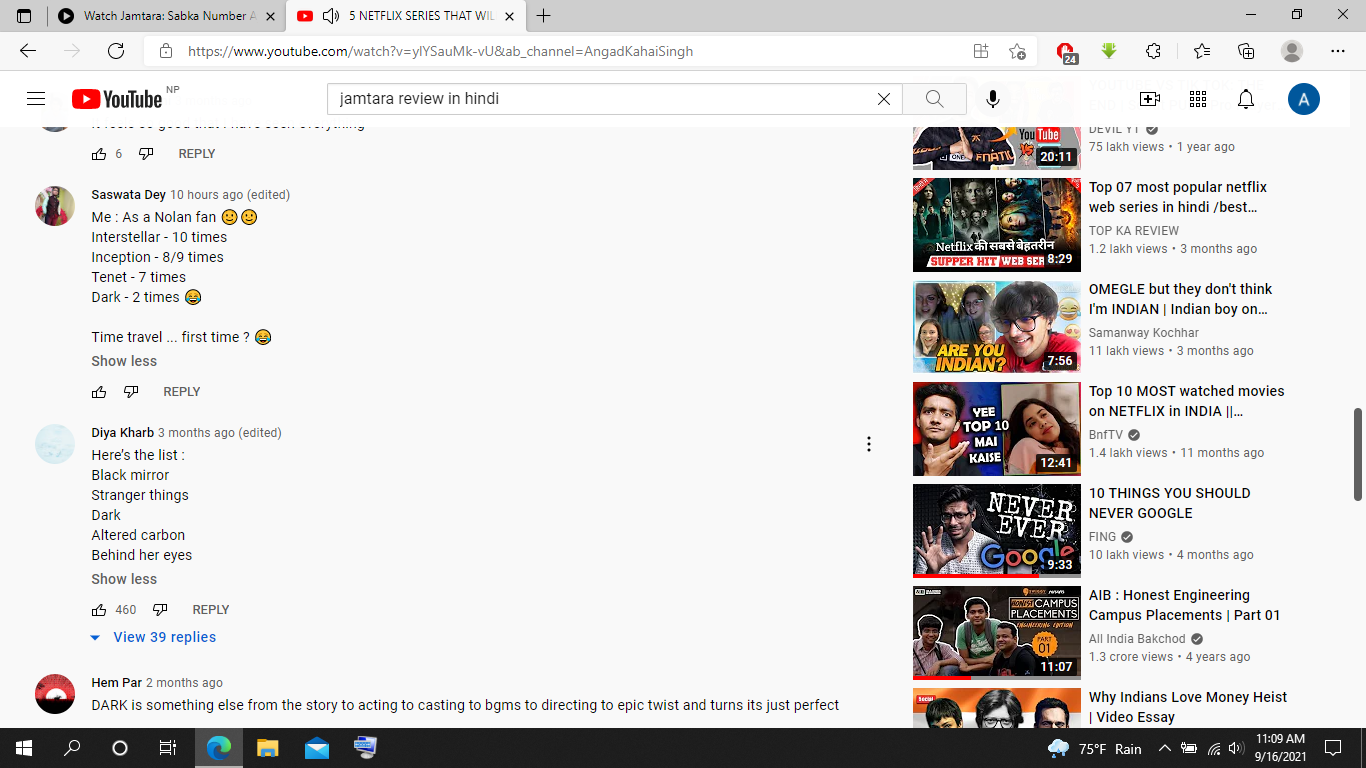 Watch Jamtara: Sabka Number A
5 NETFLIX SERIES THAT WIL
https://www.youtube.com/watch?v=ylYSauMk-vU&ab_channel=AngadKahaiSingh
24
YouTube NP
jamtara review in hindi
A
6 REPLY
Saswata Dey 10 hours ago (edited)
Me : As a Nolan fan 🙂🙂
Interstellar - 10 times
Inception - 8/9 times
Tenet - 7 times
Dark - 2 times 😂
Time travel ... first time ? 😂
Show less
REPLY
Diya Kharb 3 months ago (edited)
Here's the list :
Black mirror
Stranger things
Dark
Altered carbon
Behind her eyes
Show less
460 REPLY
View 39 replies
Hem Par 2 months ago
DARK is something else from the story to acting to casting to bgms to directing to epic twist and turns its just perfect
You Tube
20:11
DEVIL YT
75 lakh views • 1 year ago
Netflix की सबसे बेहतरीन
SUPPER HIT WEB SER
8:29
Top 07 most popular netflix
web series in hindi /best...
TOP KA REVIEW
1.2 lakh views • 3 months ago
ARE YOU
INDIAN?
7:56
OMEGLE but they don't think
I'm INDIAN | Indian boy on...
Samanway Kochhar
11 lakh views • 3 months ago
YEE
TOP 10
MAI
KAISE
12:41
Top 10 MOST watched movies
on NETFLIX in INDIA ||...
BnfTV
1.4 lakh views • 11 months ago
NEVER
EVER
Google
9:33
10 THINGS YOU SHOULD
NEVER GOOGLE
FING
10 lakh views • 4 months ago
AIB
HONEST
CAMPUS
PLACEMENTS
ENGINEERING EDITION
PART
01
11:07
AIB : Honest Engineering
Campus Placements | Part 01
All India Bakchod
1.3 crore views • 4 years ago
Why Indians Love Money Heist
| Video Essay
75°F Rain
11:09 AM
9/16/2021